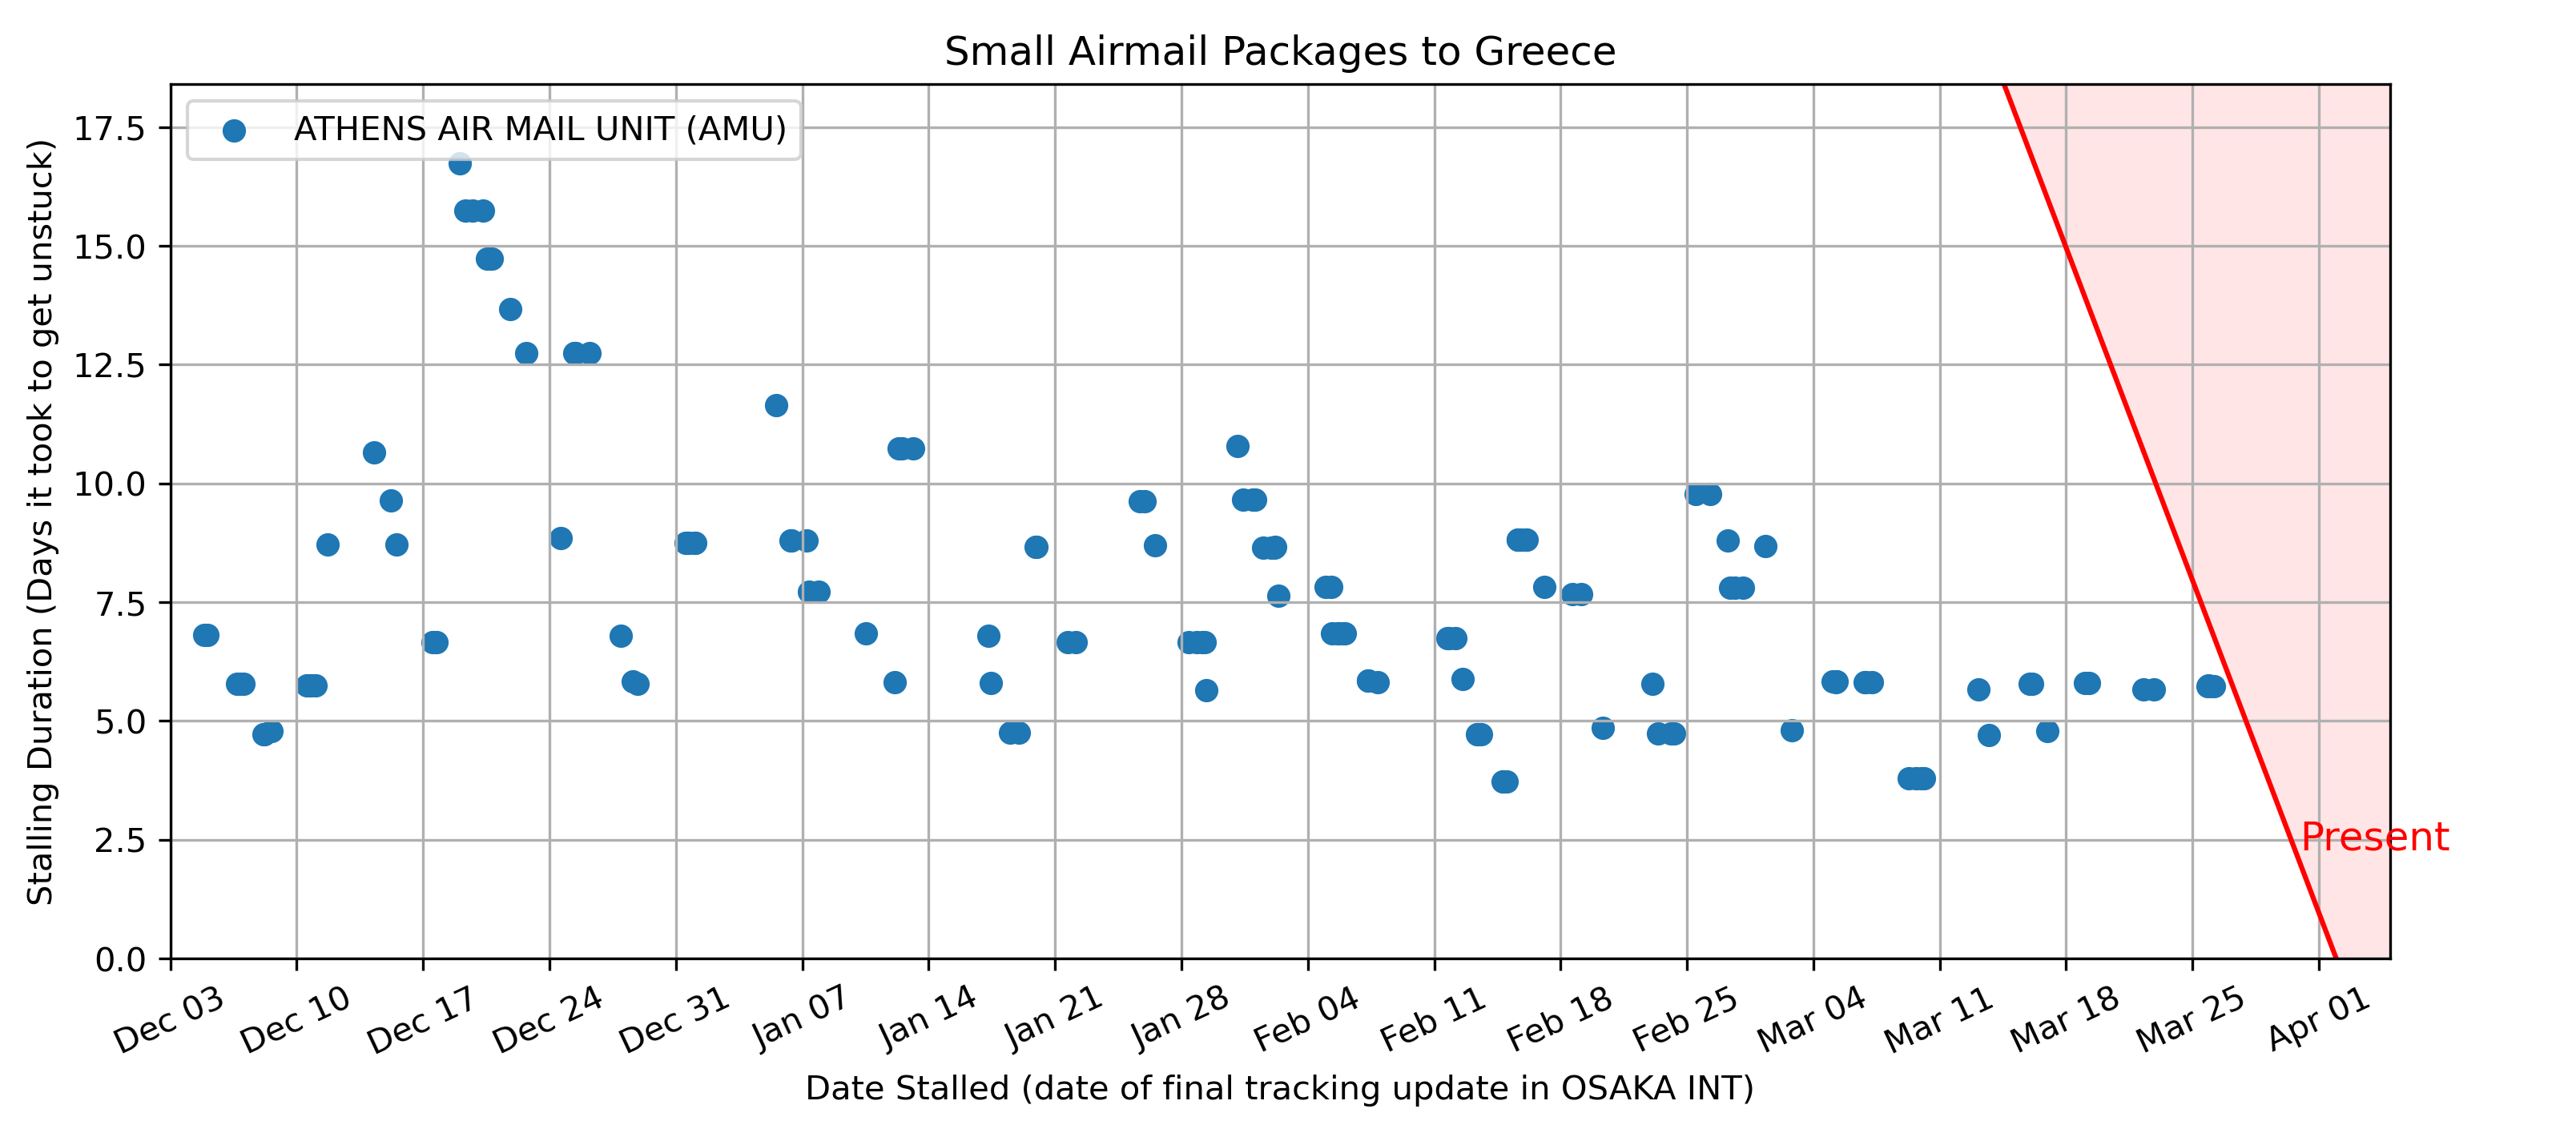 Small Airmail Packages to Greece
ATHENS AIR MAIL UNIT (AMU)
Stalling Duration (Days it took to get unstuck)
17.5
15.0
12.5
10.0
7.5
5.0
2.5
0.0
Present
Dec 03
Dec 10
Dec 17
Dec 24
Dec 31
Jan 07
Jan 14
Jan 21
Jan 28
Feb 04
Feb 11
Feb 18
Feb 25
Mar 04
Mar 11
Mar 18
Mar 25
Apr 01
Date Stalled (date of final tracking update in OSAKA INT)